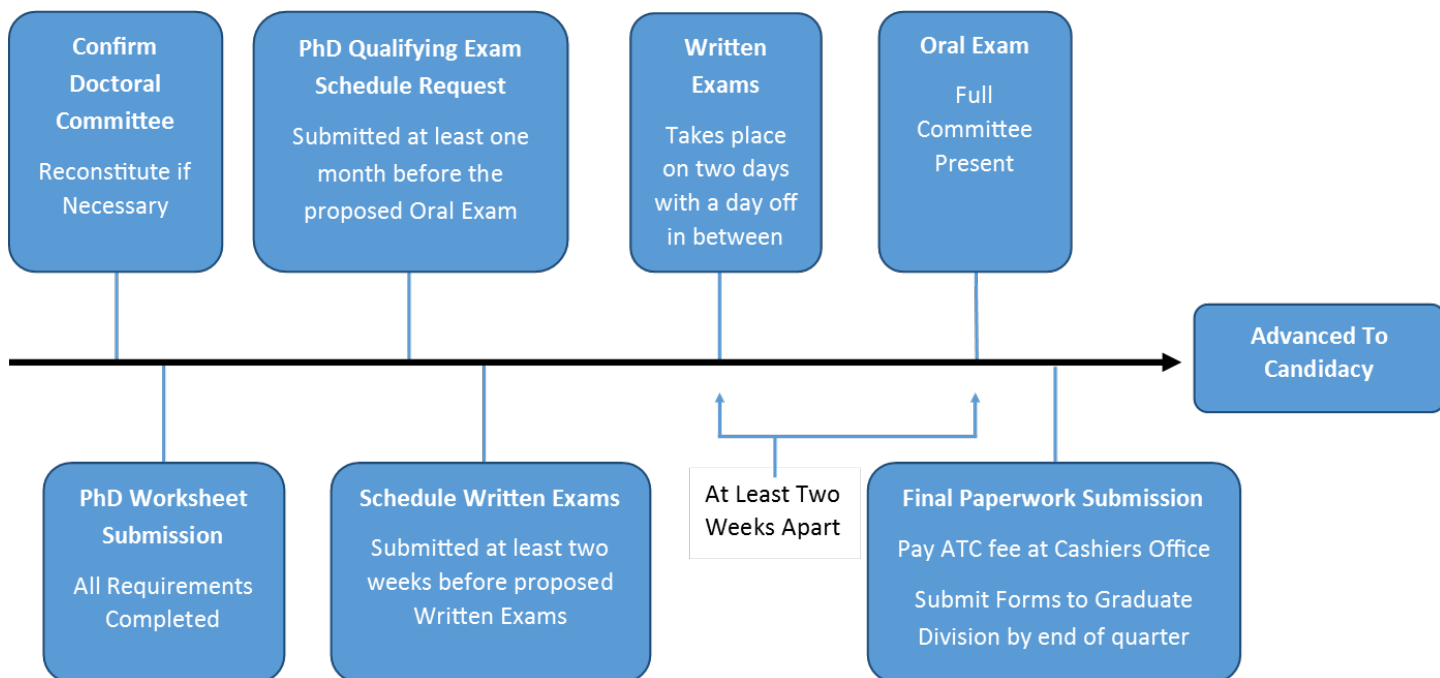 Confirm
Doctoral
Committee
Reconstitute if
Necessary
PhD Qualifying Exam
Schedule Request
Submitted at least one
month before the
proposed Oral Exam
Written
Exams
Takes place
on two days
with a day off
in between
Oral Exam
Full
Committee
Present
Advanced To
Candidacy
PhD Worksheet
Submission
All Requirements
Completed
Schedule Written Exams
Submitted at least two
weeks before proposed
Written Exams
At Least Two
Weeks Apart
Final Paperwork Submission
Pay ATC fee at Cashiers Office
Submit Forms to Graduate
Division by end of quarter